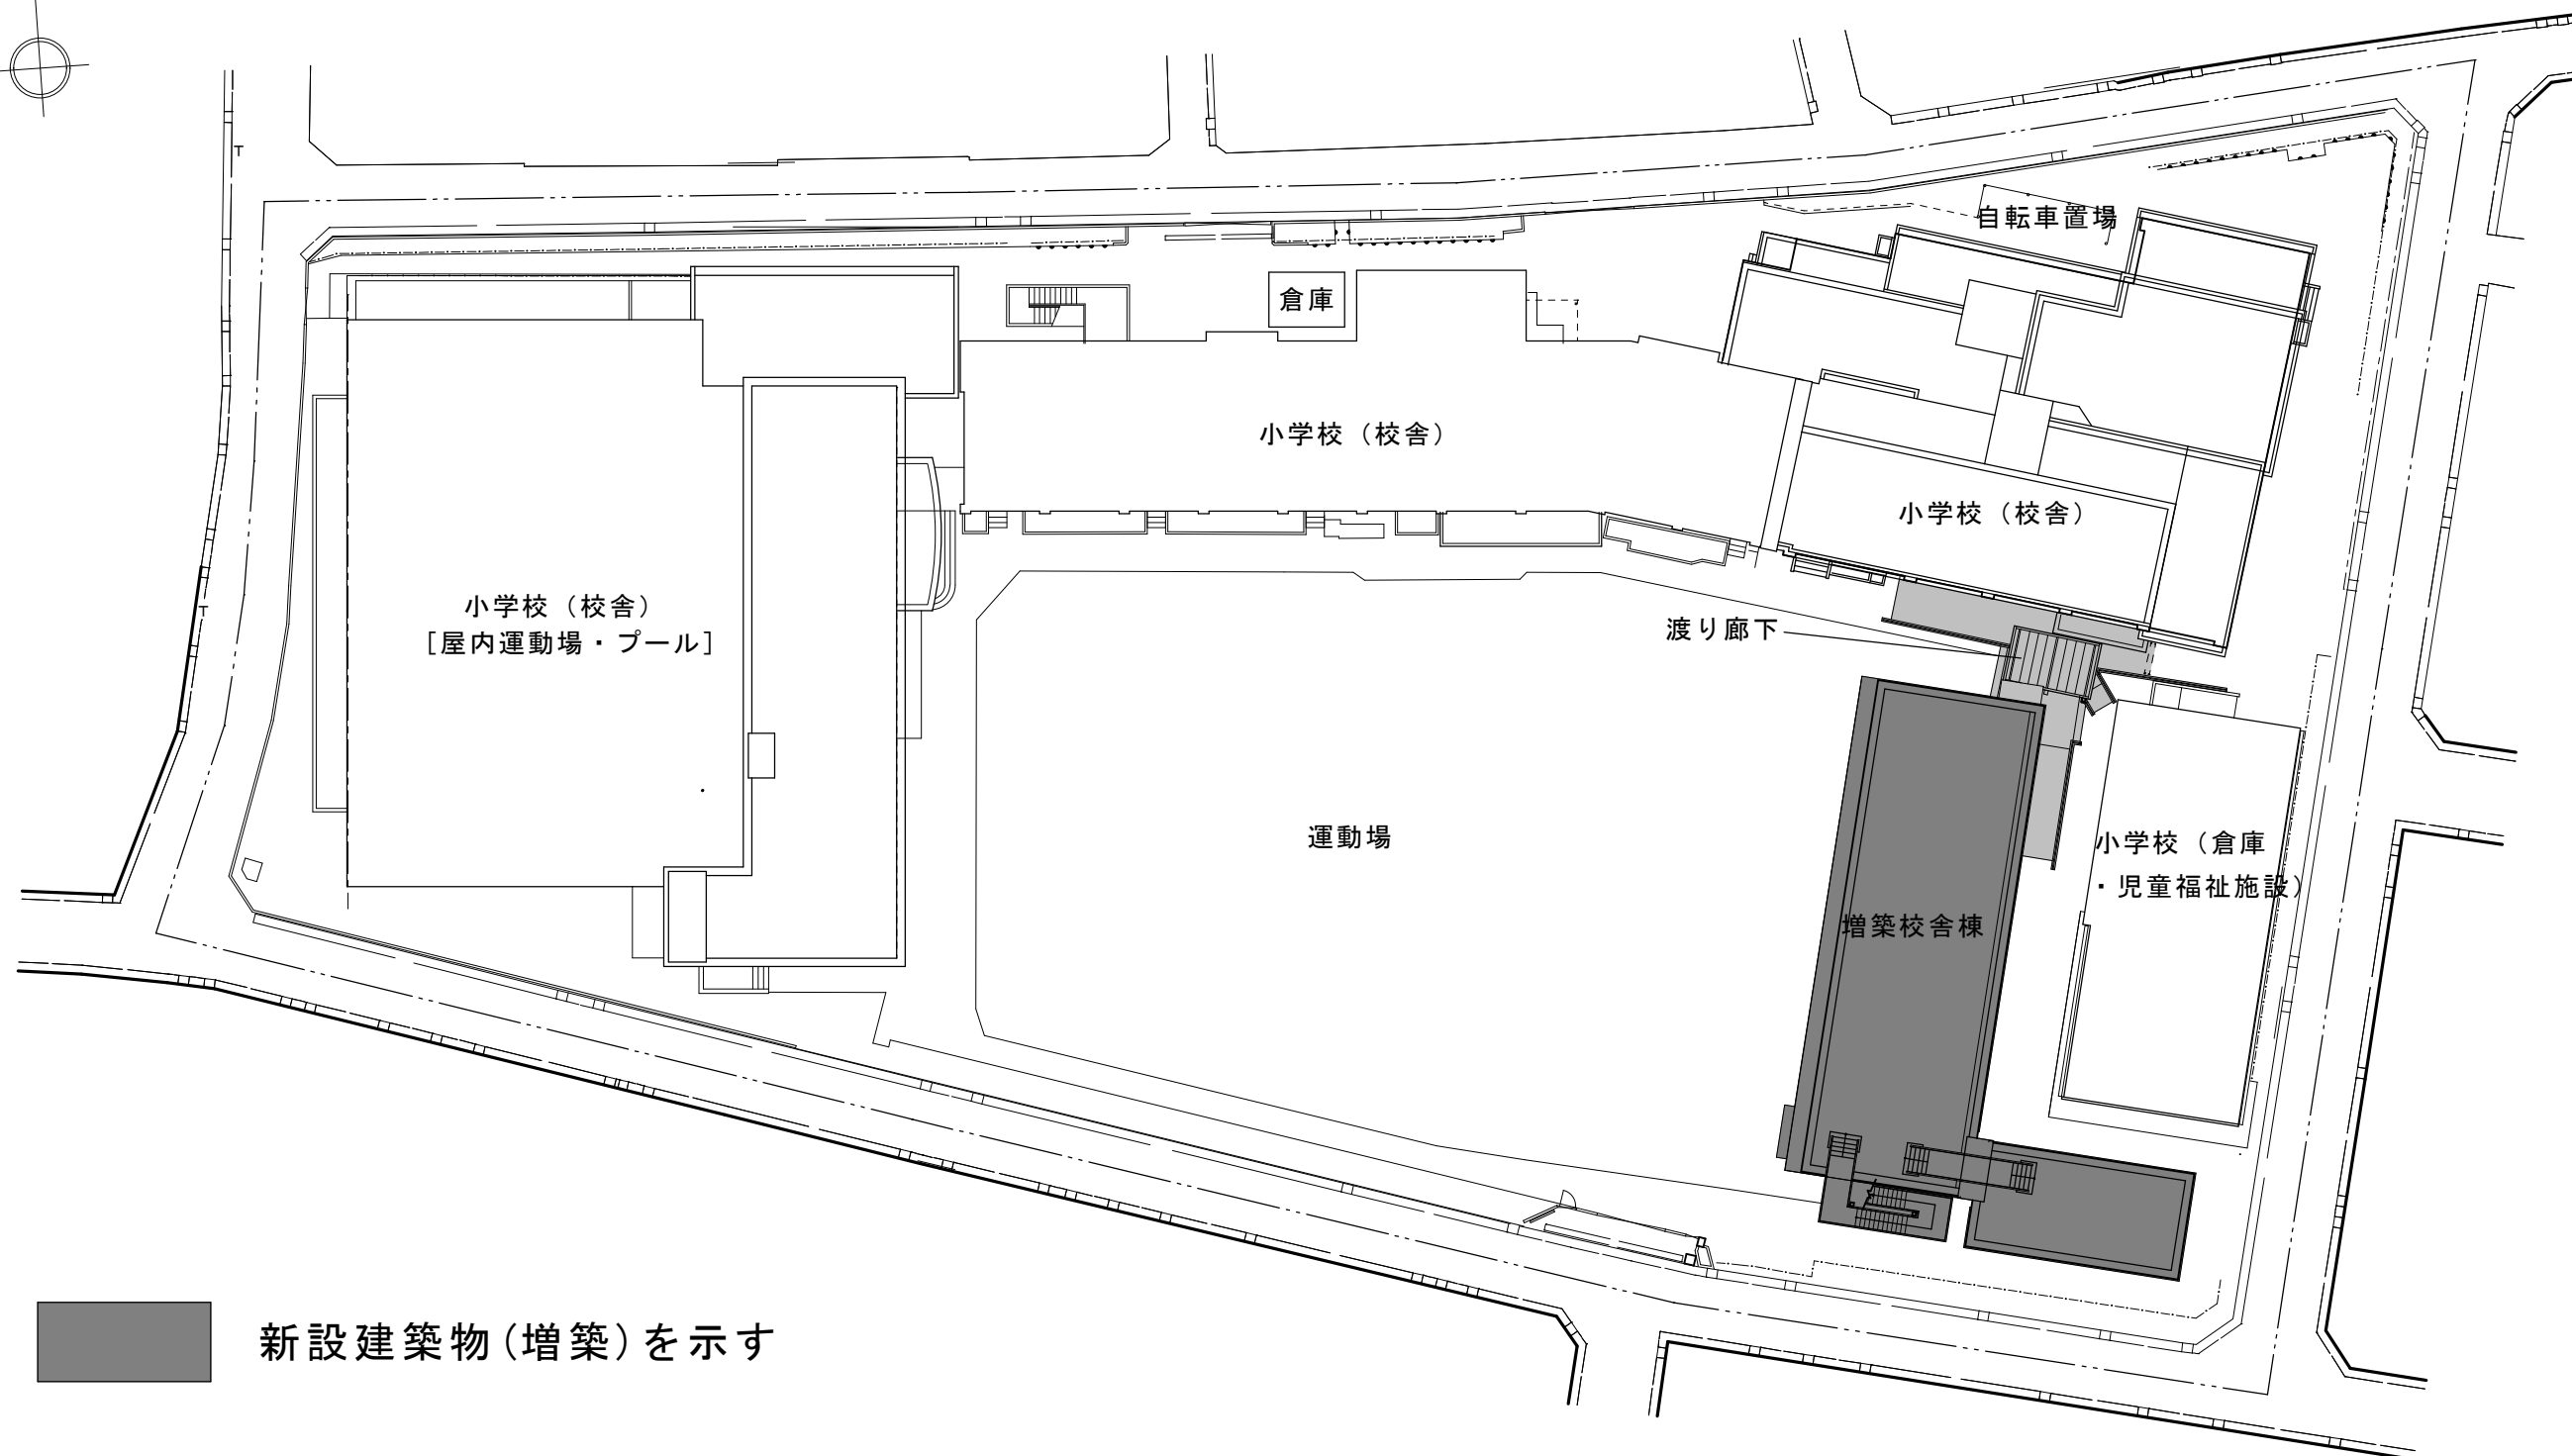 自転車置場
倉庫
小学校（校舎）
小学校（校舎）
小学校（校舎）
［屋内運動場・プール］
渡り廊下
運動場
小学校（倉庫
・児童福祉施設）
増築校舎棟
新設建築物(増築)を示す